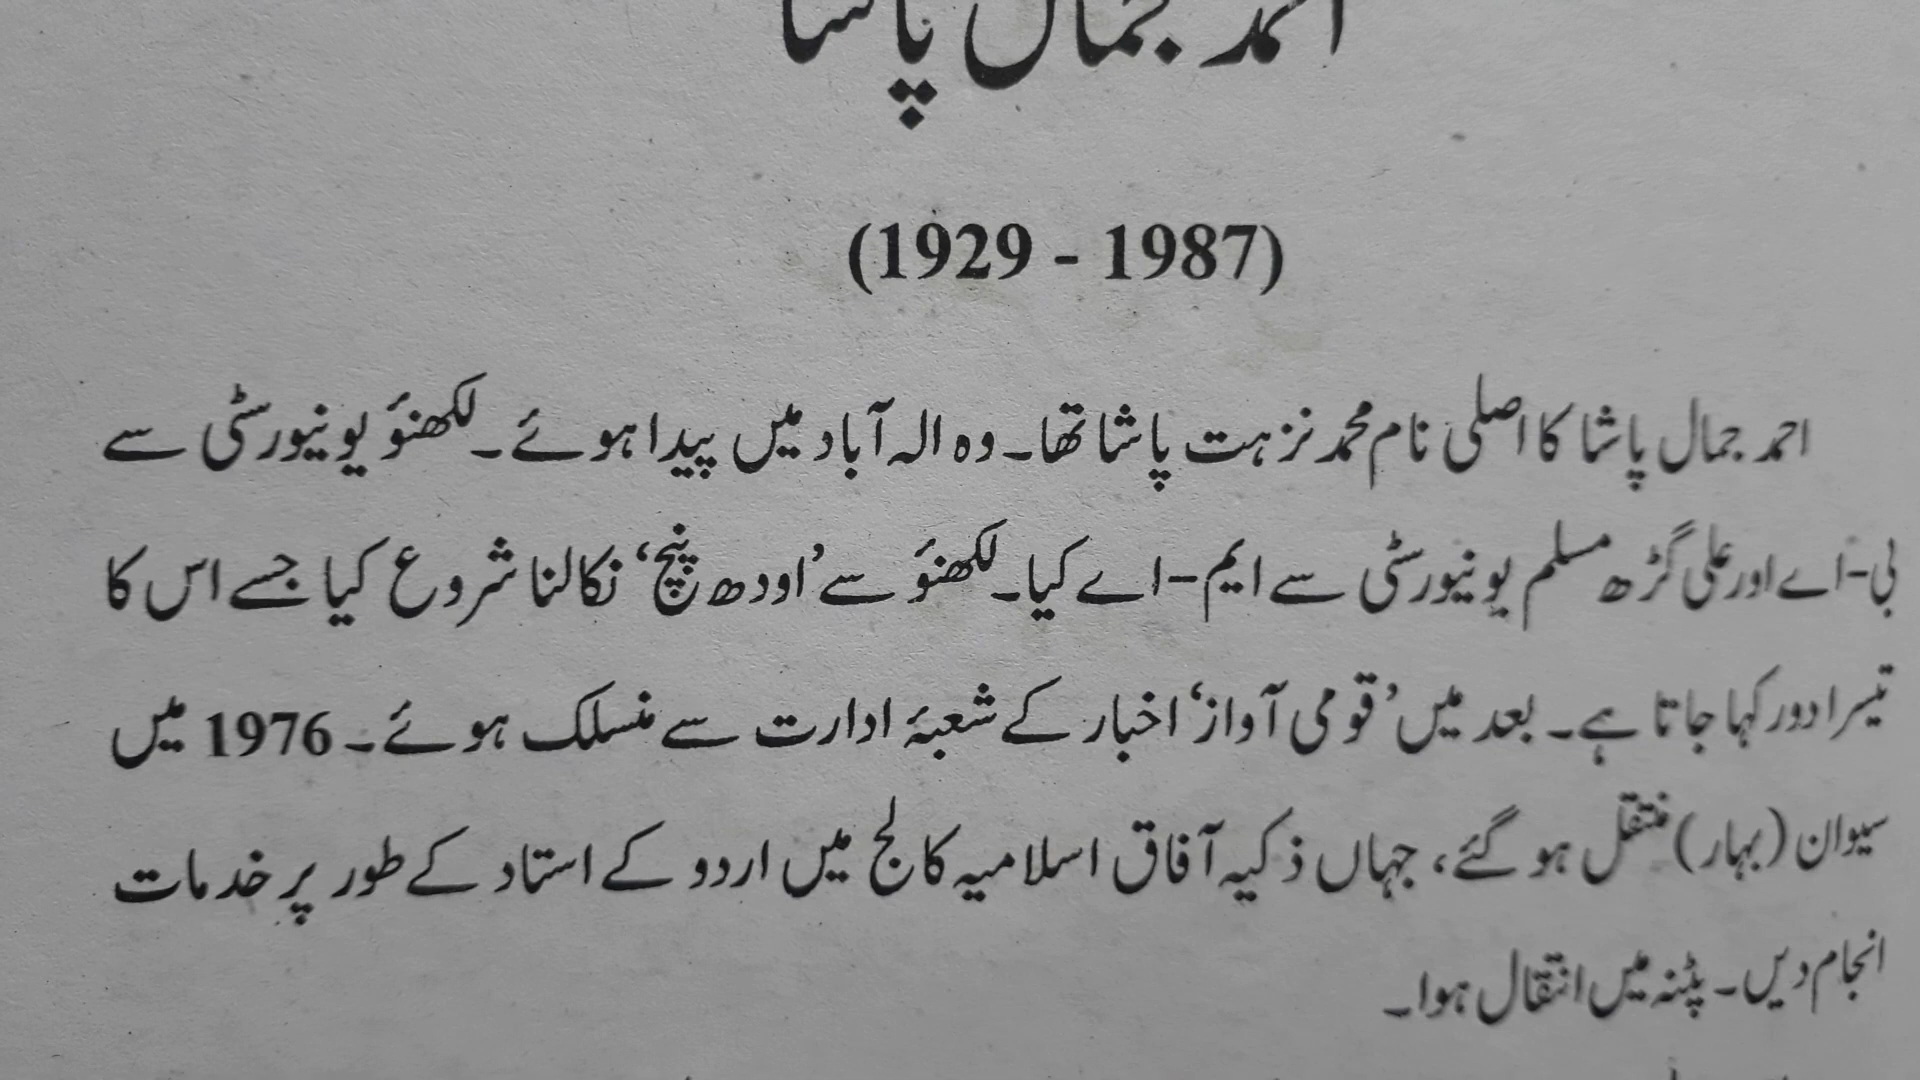 احمد جمال پاشا
(1929 - 1987)
احمد جمال پاشا کا اصلی نام محمد نزہت پاشا تھا۔ وہ الہ آباد میں پیدا ہوئے۔ لکھنؤ یونیورسٹی سے
بی-اے اور علی گڑھ مسلم یونیورسٹی سے ایم-اے کیا۔ لکھنؤ سے ’اودھ پنچ‘ نکالنا شروع کیا جسے اس کا
تیسرا دور کہا جاتا ہے۔ بعد میں ’قومی آواز‘ اخبار کے شعبۂ ادارت سے منسلک ہوئے۔ 1976 میں
سیوان (بہار) منتقل ہو گئے، جہاں ذکیہ آفاق اسلامیہ کالج میں اردو کے استاد کے طور پر خدمات
انجام دیں۔ پٹنہ میں انتقال ہوا۔